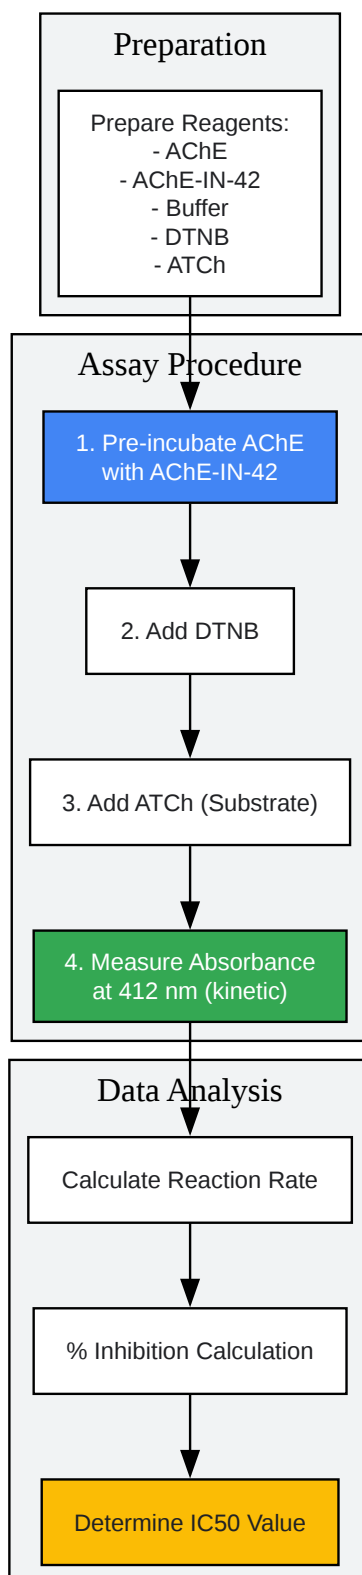 Preparation
Prepare Reagents:
- AChE
- AChE-IN-42
- Buffer
- DTNB
- ATCh
Assay Procedure
1. Pre-incubate AChE
with AChE-IN-42
2. Add DTNB
3. Add ATCh (Substrate)
4. Measure Absorbance
at 412 nm (kinetic)
Data Analysis
Calculate Reaction Rate
% Inhibition Calculation
Determine IC50 Value